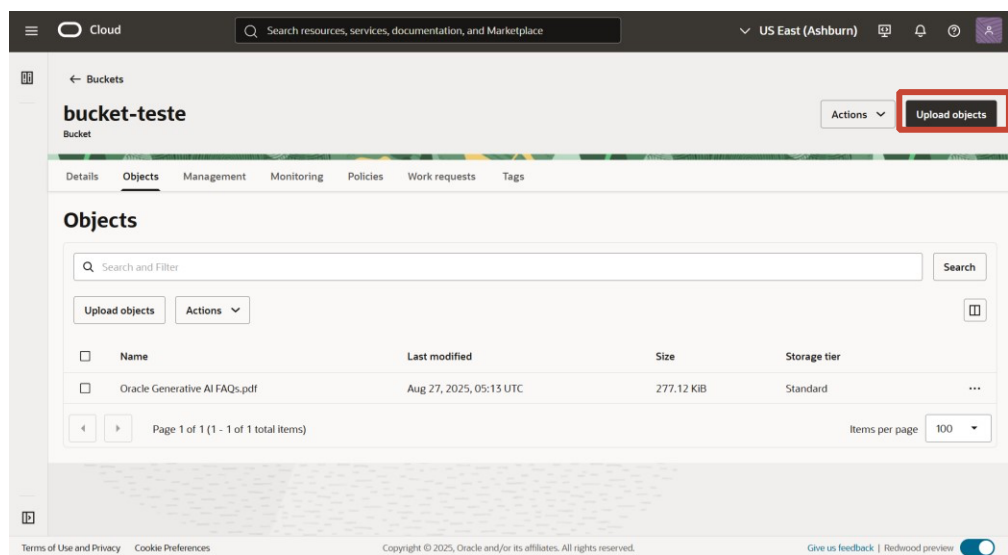 Cloud
Search resources, services, documentation, and Marketplace
US East (Ashburn)
← Buckets
bucket-teste
Bucket
Actions
Upload objects
Details Objects Management Monitoring Policies Work requests Tags
Objects
Search and Filter
Search
Upload objects
Actions
Name Last modified Size Storage tier
Oracle Generative AI FAQs.pdf Aug 27, 2025, 05:13 UTC 277.12 KiB Standard ...
Page 1 of 1 (1 - 1 of 1 total items)
Items per page 100
Terms of Use and Privacy Cookie Preferences Copyright © 2025, Oracle and/or its affiliates. All rights reserved. Give us feedback | Redwood preview